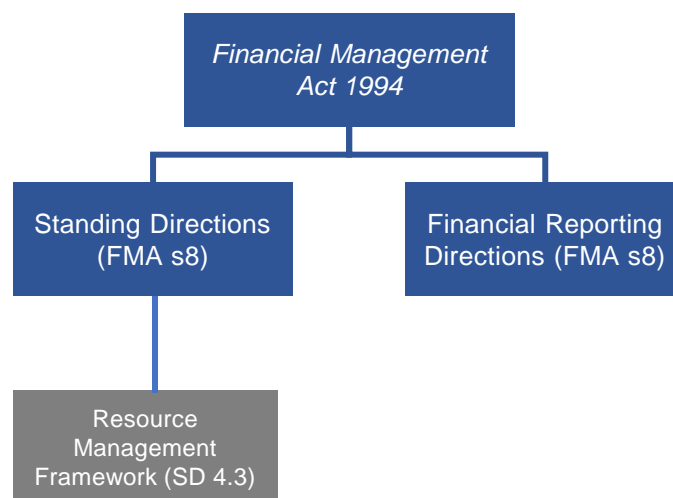 Financial Management
Act 1994
Standing Directions
(FMA s8)
Financial Reporting
Directions (FMA s8)
Resource
Management
Framework (SD 4.3)